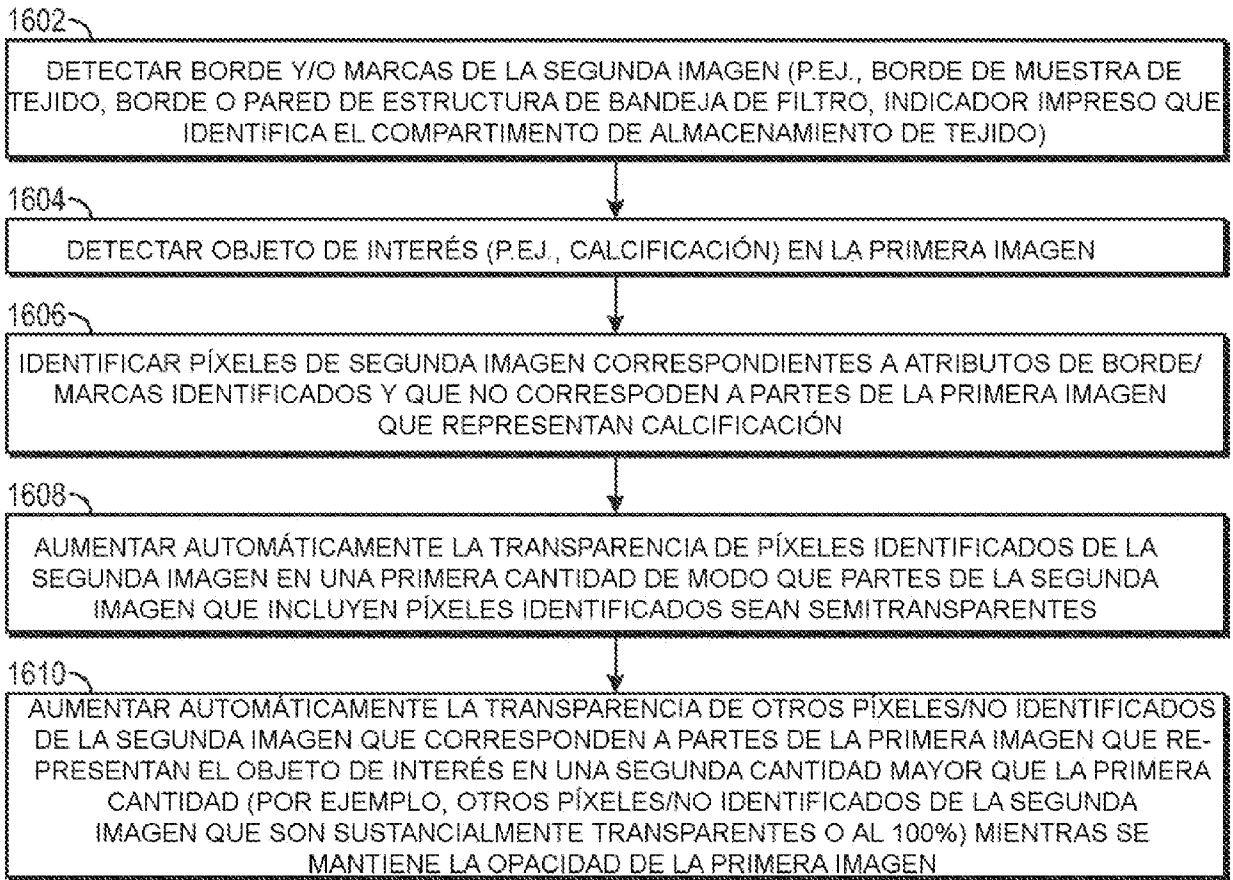 1602
DETECTAR BORDE Y/O MARCAS DE LA SEGUNDA IMAGEN (P.EJ., BORDE DE MUESTRA DE
TEJIDO, BORDE O PARED DE ESTRUCTURA DE BANDEJA DE FILTRO, INDICADOR IMPRESO QUE
IDENTIFICA EL COMPARTIMENTO DE ALMACENAMIENTO DE TEJIDO)
1604
DETECTAR OBJETO DE INTERÉS (P.EJ., CALCIFICACIÓN) EN LA PRIMERA IMAGEN
1606
IDENTIFICAR PÍXELES DE SEGUNDA IMAGEN CORRESPONDIENTES A ATRIBUTOS DE BORDE/
MARCAS IDENTIFICADOS Y QUE NO CORRESPODEN A PARTES DE LA PRIMERA IMAGEN
QUE REPRESENTAN CALCIFICACIÓN
1608
AUMENTAR AUTOMÁTICAMENTE LA TRANSPARENCIA DE PÍXELES IDENTIFICADOS DE LA
SEGUNDA IMAGEN EN UNA PRIMERA CANTIDAD DE MODO QUE PARTES DE LA SEGUNDA
IMAGEN QUE INCLUYEN PÍXELES IDENTIFICADOS SEAN SEMITRANSPARENTES
1610
AUMENTAR AUTOMÁTICAMENTE LA TRANSPARENCIA DE OTROS PÍXELES/NO IDENTIFICADOS
DE LA SEGUNDA IMAGEN QUE CORRESPONDEN A PARTES DE LA PRIMERA IMAGEN QUE RE-
PRESENTAN EL OBJETO DE INTERÉS EN UNA SEGUNDA CANTIDAD MAYOR QUE LA PRIMERA
CANTIDAD (POR EJEMPLO, OTROS PÍXELES/NO IDENTIFICADOS DE LA SEGUNDA
IMAGEN QUE SON SUSTANCIALMENTE TRANSPARENTES O AL 100%) MIENTRAS SE
MANTIENE LA OPACIDAD DE LA PRIMERA IMAGEN